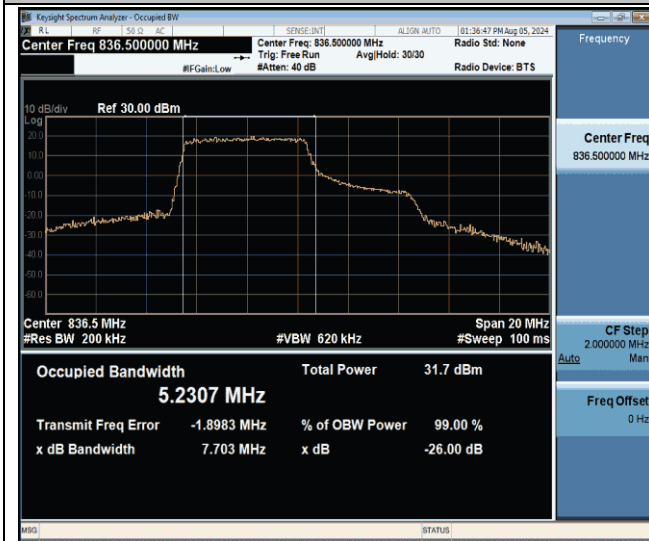 Keysight Spectrum Analyzer - Occupied BW
RL RF 50 Ω AC SENSE:INT ALIGN AUTO 01:36:47 PM Aug 05, 2024
Center Freq 836.500000 MHz
Center Freq: 836.500000 MHz Radio Std: None
Trig: Free Run Avg|Hold: 30/30
#IFGain:Low #Atten: 40 dB Radio Device: BTS
10 dB/div Ref 30.00 dBm
Log
20.0
10.0
0.00
-10.0
-20.0
-30.0
-40.0
-50.0
-60.0
Center 836.5 MHz Span 20 MHz
#Res BW 200 kHz #VBW 620 kHz #Sweep 100 ms
Occupied Bandwidth Total Power 31.7 dBm
5.2307 MHz
Transmit Freq Error -1.8983 MHz % of OBW Power 99.00 %
x dB Bandwidth 7.703 MHz x dB -26.00 dB
MSG STATUS
Frequency
Center Freq
836.500000 MHz
CF Step
2.000000 MHz
Auto Man
Freq Offset
0 Hz